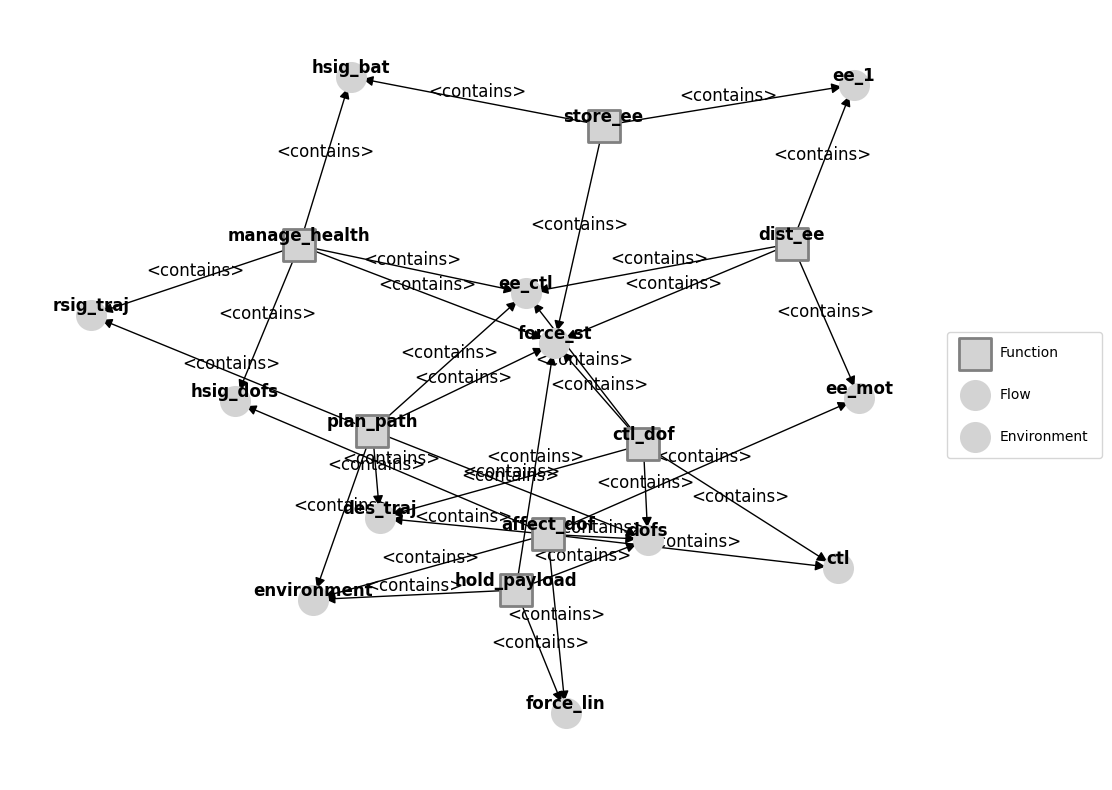 hsig_bat
ee_1
<contains>
<contains>
store_ee
<contains>
<contains>
<contains>
manage_health
dist_ee
<contains>
<contains>
<contains>
ee_ctl
<contains>
<contains>
rsig_traj
<contains>
<contains>
force_st
<contains>
Function
<contains>
<contains>
<contains>
<contains>
<contains>
hsig_dofs
ee_mot
Flow
plan_path
ctl_dof
Environment
<contains>
<contains>
<contains>
<contains>
<contains>
<contains>
<contains>
<contains>
<contains>
des_traj
<contains>
affect_dof
<contains>
dofs
<contains>
<contains>
<contains>
ctl
<contains>
environment
hold_payload
<contains>
<contains>
force_lin